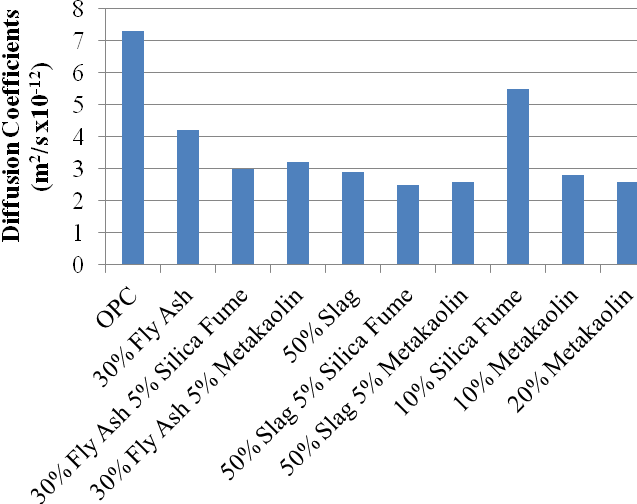 Diffusion Coefficients
(m²/s x10⁻¹²)
8
7
6
5
4
3
2
1
0
OPC
30% Fly Ash
30% Fly Ash 5% Silica Fume
30% Fly Ash 5% Metakaolin
50% Slag
50% Slag 5% Silica Fume
50% Slag 5% Metakaolin
10% Silica Fume
10% Metakaolin
20% Metakaolin